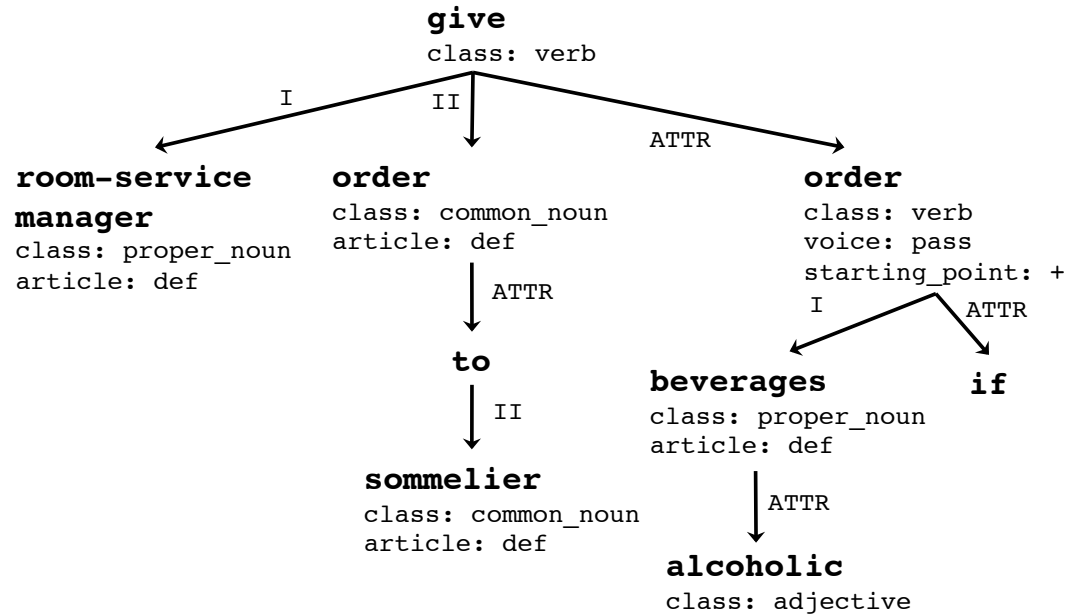 give
class: verb
I
II
ATTR
room-service
manager
class: proper_noun
article: def
order
class: common_noun
article: def
order
class: verb
voice: pass
starting_point: +
ATTR
I
ATTR
to
II
beverages
class: proper_noun
article: def
if
sommelier
class: common_noun
article: def
ATTR
alcoholic
class: adjective